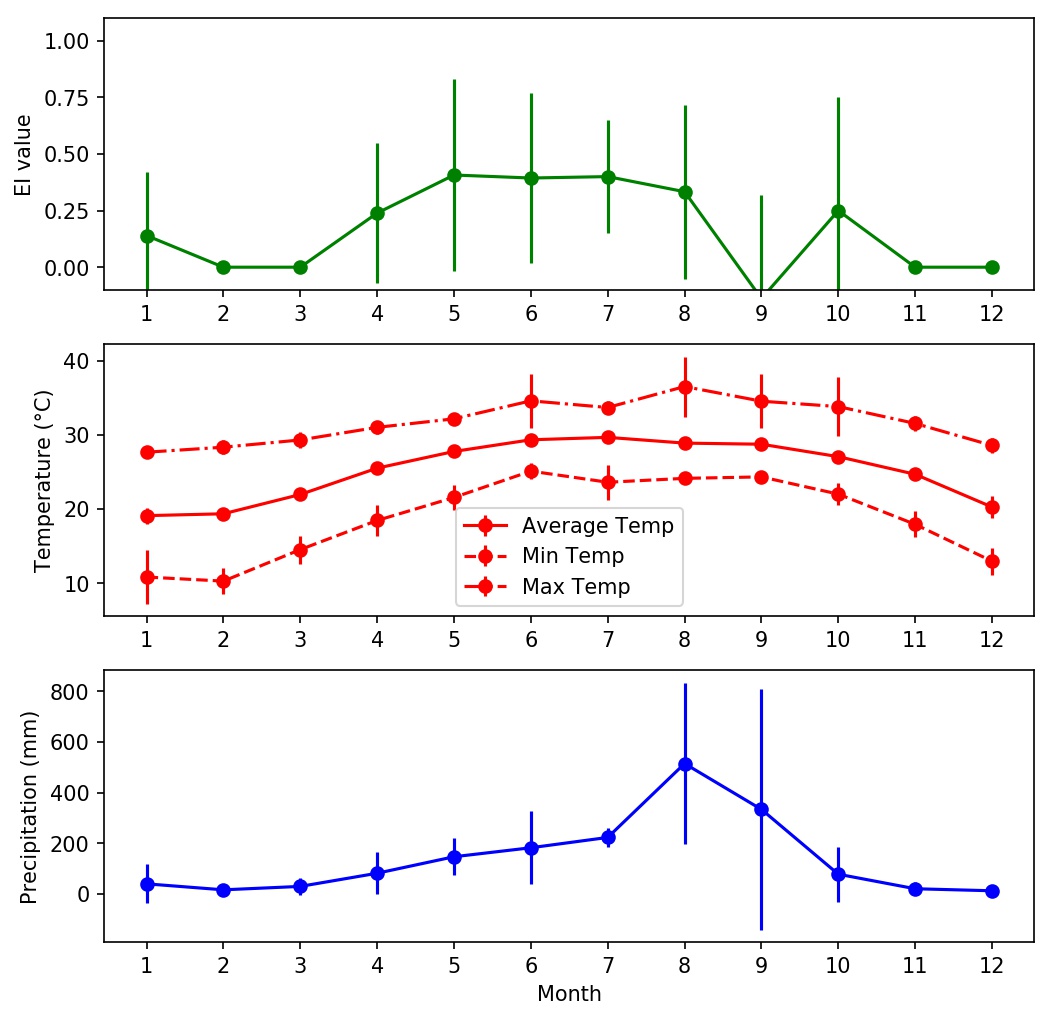 EI value
1.00
0.75
0.50
0.25
0.00
1 2 3 4 5 6 7 8 9 10 11 12
Temperature (°C)
40
30
20
10
Average Temp
Min Temp
Max Temp
1 2 3 4 5 6 7 8 9 10 11 12
Precipitation (mm)
800
600
400
200
0
1 2 3 4 5 6 7 8 9 10 11 12
Month